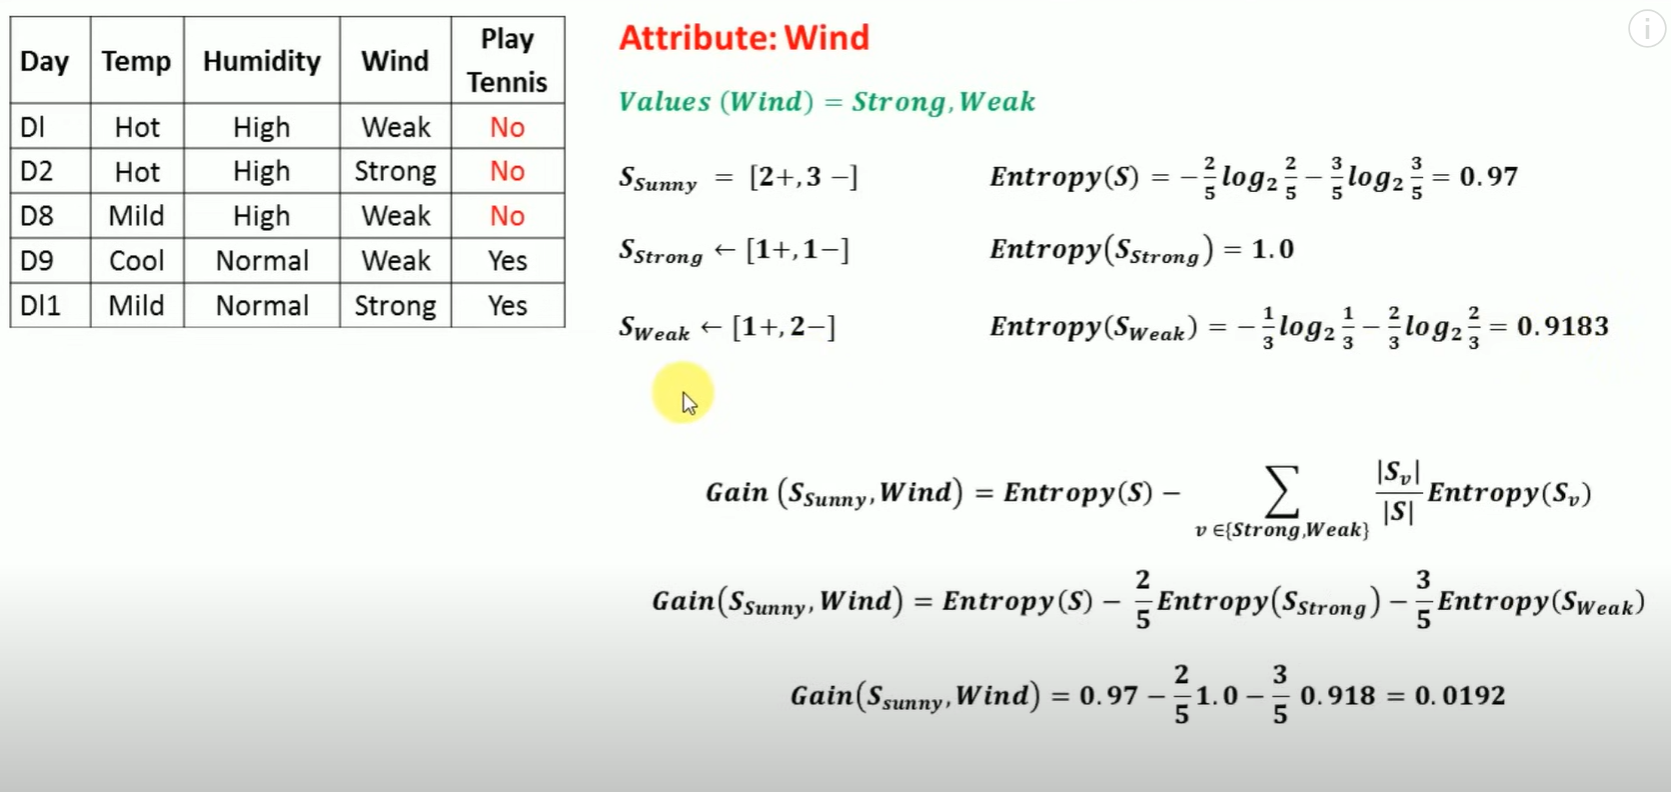 Day Temp Humidity Wind Play Tennis
Dl Hot High Weak No
D2 Hot High Strong No
D8 Mild High Weak No
D9 Cool Normal Weak Yes
Dl1 Mild Normal Strong Yes
Attribute: Wind
Values (Wind) = Strong, Weak
S_Sunny = [2+, 3 −] Entropy(S) = −2/5 log₂ 2/5 − 3/5 log₂ 3/5 = 0.97
S_Strong ← [1+, 1−] Entropy(S_Strong) = 1.0
S_Weak ← [1+, 2−] Entropy(S_Weak) = −1/3 log₂ 1/3 − 2/3 log₂ 2/3 = 0.9183
Gain (S_Sunny, Wind) = Entropy(S) − ∑ v ∈{Strong,Weak} |S_v|/|S| Entropy(S_v)
Gain(S_Sunny, Wind) = Entropy(S) − 2/5 Entropy(S_Strong) − 3/5 Entropy(S_Weak)
Gain(S_sunny, Wind) = 0.97 − 2/5 1.0 − 3/5 0.918 = 0.0192